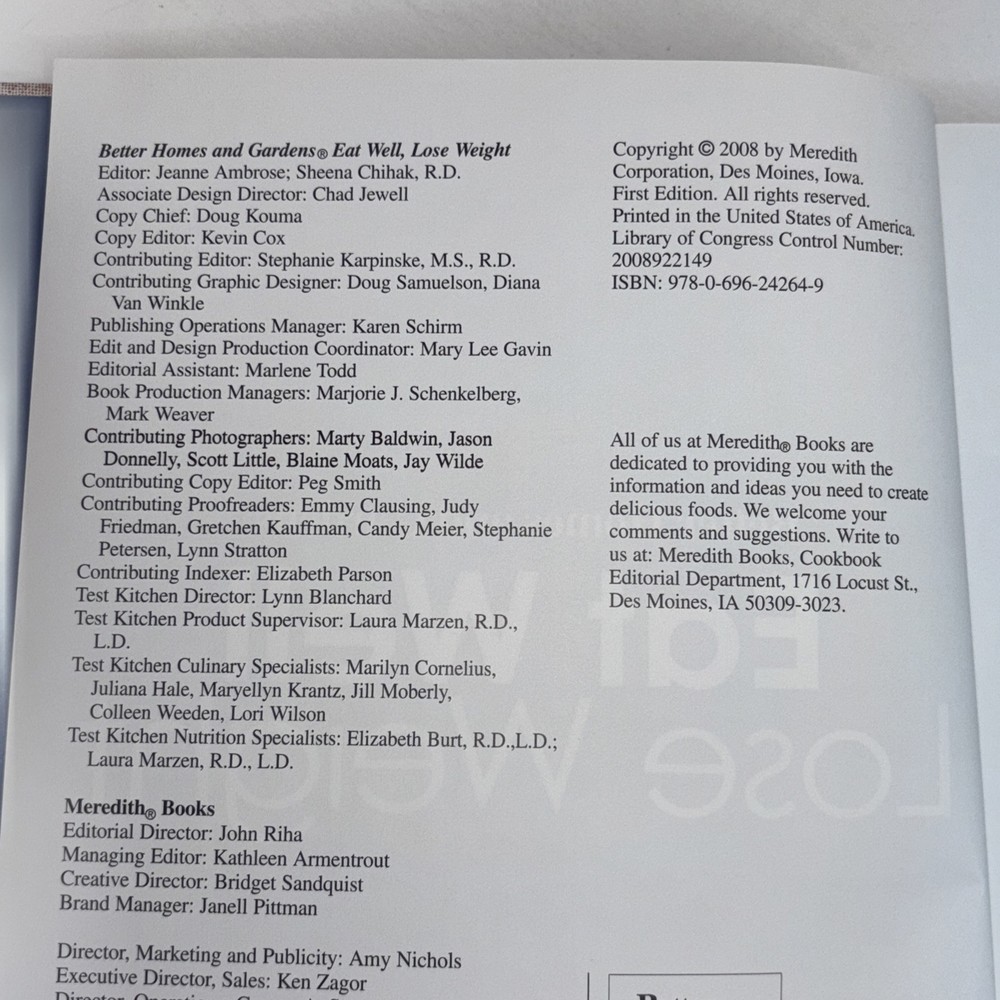 Better Homes and Gardens® Eat Well, Lose Weight
Editor: Jeanne Ambrose; Sheena Chihak, R.D.
Associate Design Director: Chad Jewell
Copy Chief: Doug Kouma
Copy Editor: Kevin Cox
Contributing Editor: Stephanie Karpinske, M.S., R.D.
Contributing Graphic Designer: Doug Samuelson, Diana
Van Winkle
Publishing Operations Manager: Karen Schirm
Edit and Design Production Coordinator: Mary Lee Gavin
Editorial Assistant: Marlene Todd
Book Production Managers: Marjorie J. Schenkelberg,
Mark Weaver
Contributing Photographers: Marty Baldwin, Jason
Donnelly, Scott Little, Blaine Moats, Jay Wilde
Contributing Copy Editor: Peg Smith
Contributing Proofreaders: Emmy Clausing, Judy
Friedman, Gretchen Kauffman, Candy Meier, Stephanie
Petersen, Lynn Stratton
Contributing Indexer: Elizabeth Parson
Test Kitchen Director: Lynn Blanchard
Test Kitchen Product Supervisor: Laura Marzen, R.D.,
L.D.
Test Kitchen Culinary Specialists: Marilyn Cornelius,
Juliana Hale, Maryellyn Krantz, Jill Moberly,
Colleen Weeden, Lori Wilson
Test Kitchen Nutrition Specialists: Elizabeth Burt, R.D.,L.D.;
Laura Marzen, R.D., L.D.
Meredith® Books
Editorial Director: John Riha
Managing Editor: Kathleen Armentrout
Creative Director: Bridget Sandquist
Brand Manager: Janell Pittman
Director, Marketing and Publicity: Amy Nichols
Executive Director, Sales: Ken Zagor
Copyright © 2008 by Meredith
Corporation, Des Moines, Iowa.
First Edition. All rights reserved.
Printed in the United States of America.
Library of Congress Control Number:
2008922149
ISBN: 978-0-696-24264-9
All of us at Meredith® Books are
dedicated to providing you with the
information and ideas you need to create
delicious foods. We welcome your
comments and suggestions. Write to
us at: Meredith Books, Cookbook
Editorial Department, 1716 Locust St.,
Des Moines, IA 50309-3023.